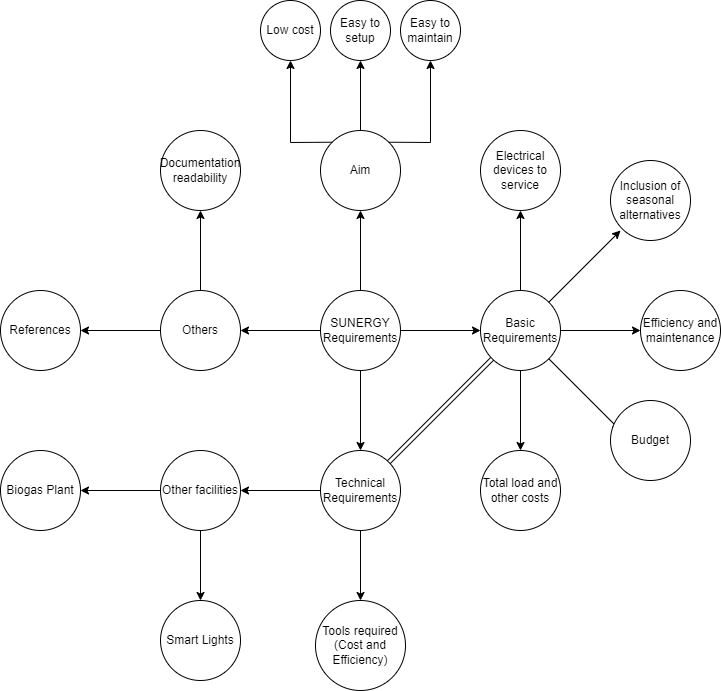 Low cost
Easy to
setup
Easy to
maintain
Documentation
readability
Aim
Electrical
devices to
service
Inclusion of
seasonal
alternatives
References
Others
SUNERGY
Requirements
Basic
Requirements
Efficiency and
maintenance
Budget
Biogas Plant
Other facilities
Technical
Requirements
Total load and
other costs
Smart Lights
Tools required
(Cost and
Efficiency)